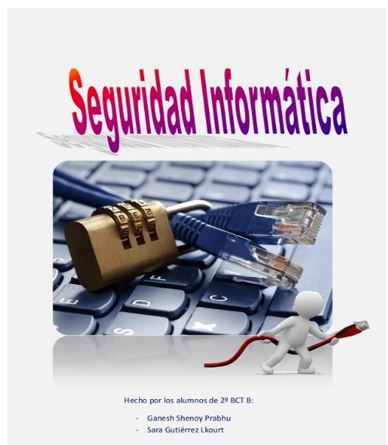 Seguridad Informática
Hecho por los alumnos de 2º BCT B:
- Ganesh Shenoy Prabhu
- Sara Gutiérrez Lkourt